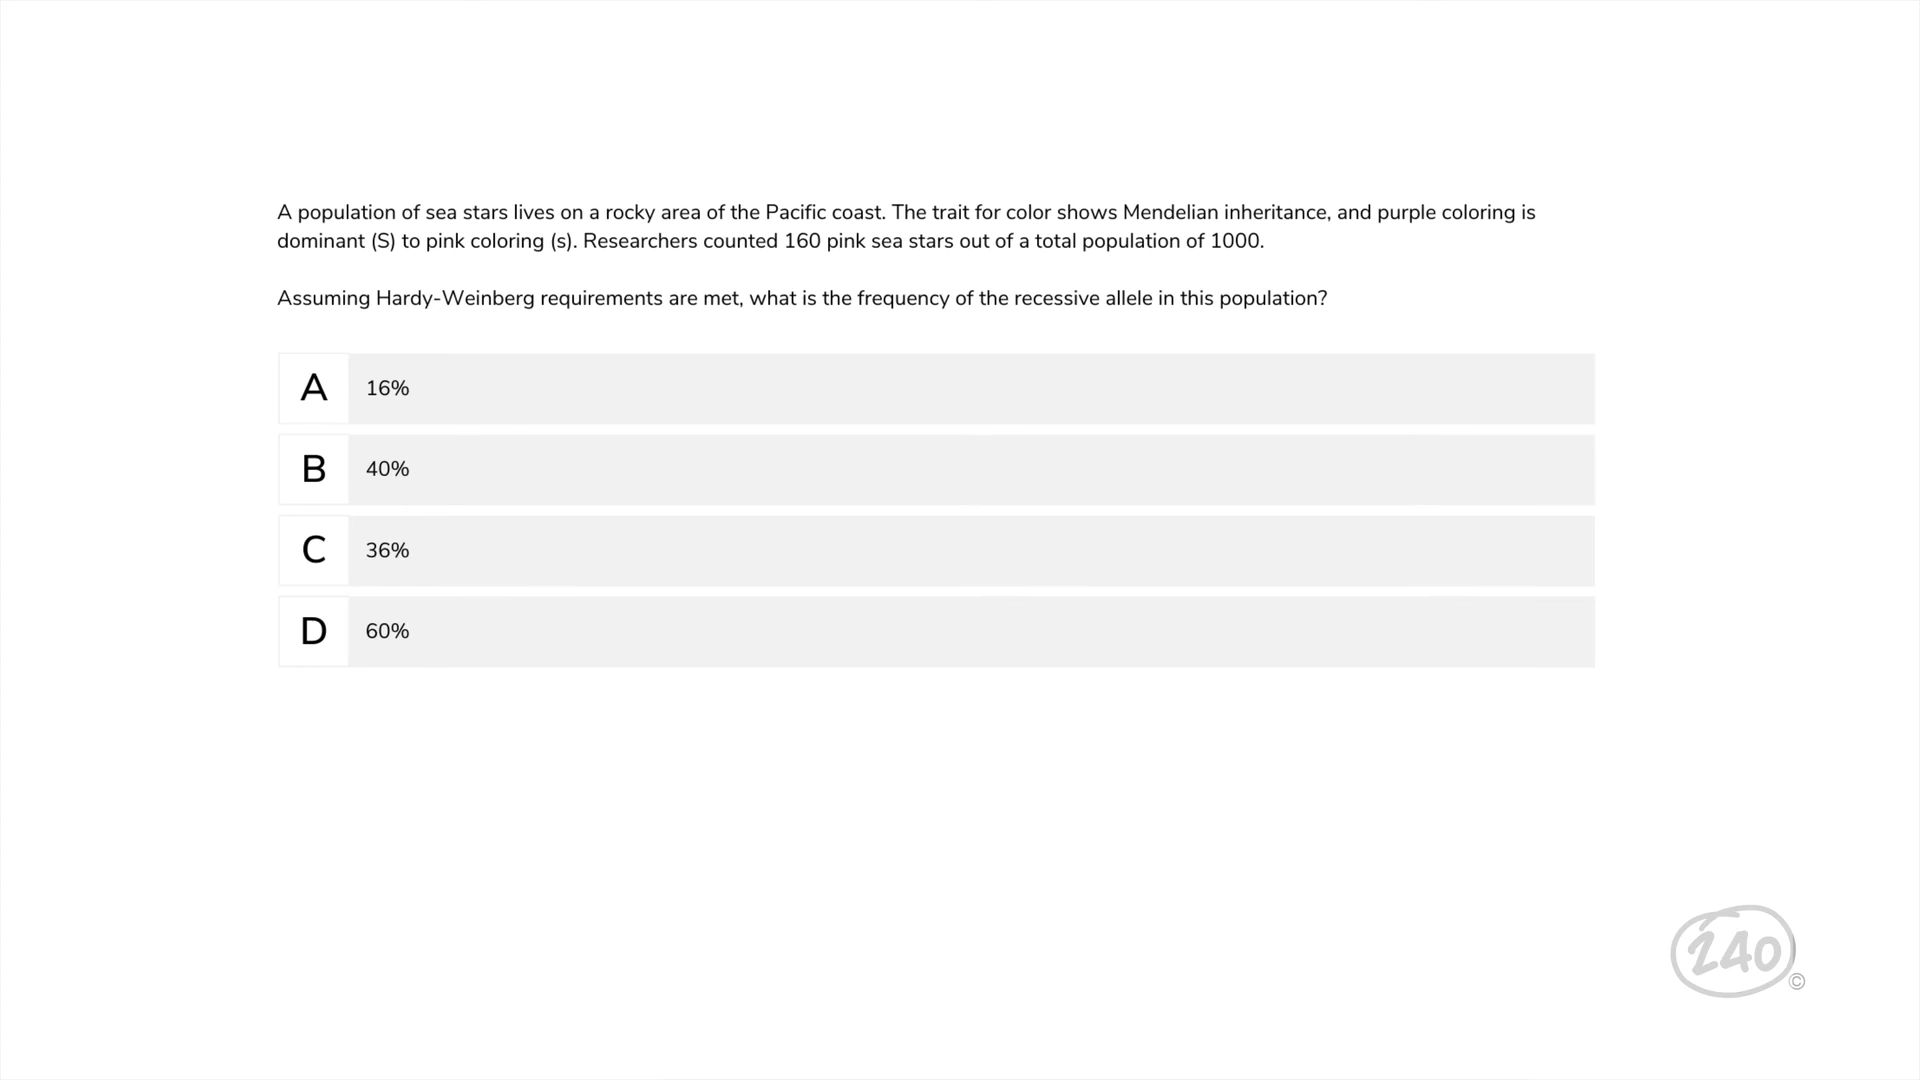 A population of sea stars lives on a rocky area of the Pacific coast. The trait for color shows Mendelian inheritance, and purple coloring is
dominant (S) to pink coloring (s). Researchers counted 160 pink sea stars out of a total population of 1000.
Assuming Hardy-Weinberg requirements are met, what is the frequency of the recessive allele in this population?
A 16%
B 40%
C 36%
D 60%
240 ©